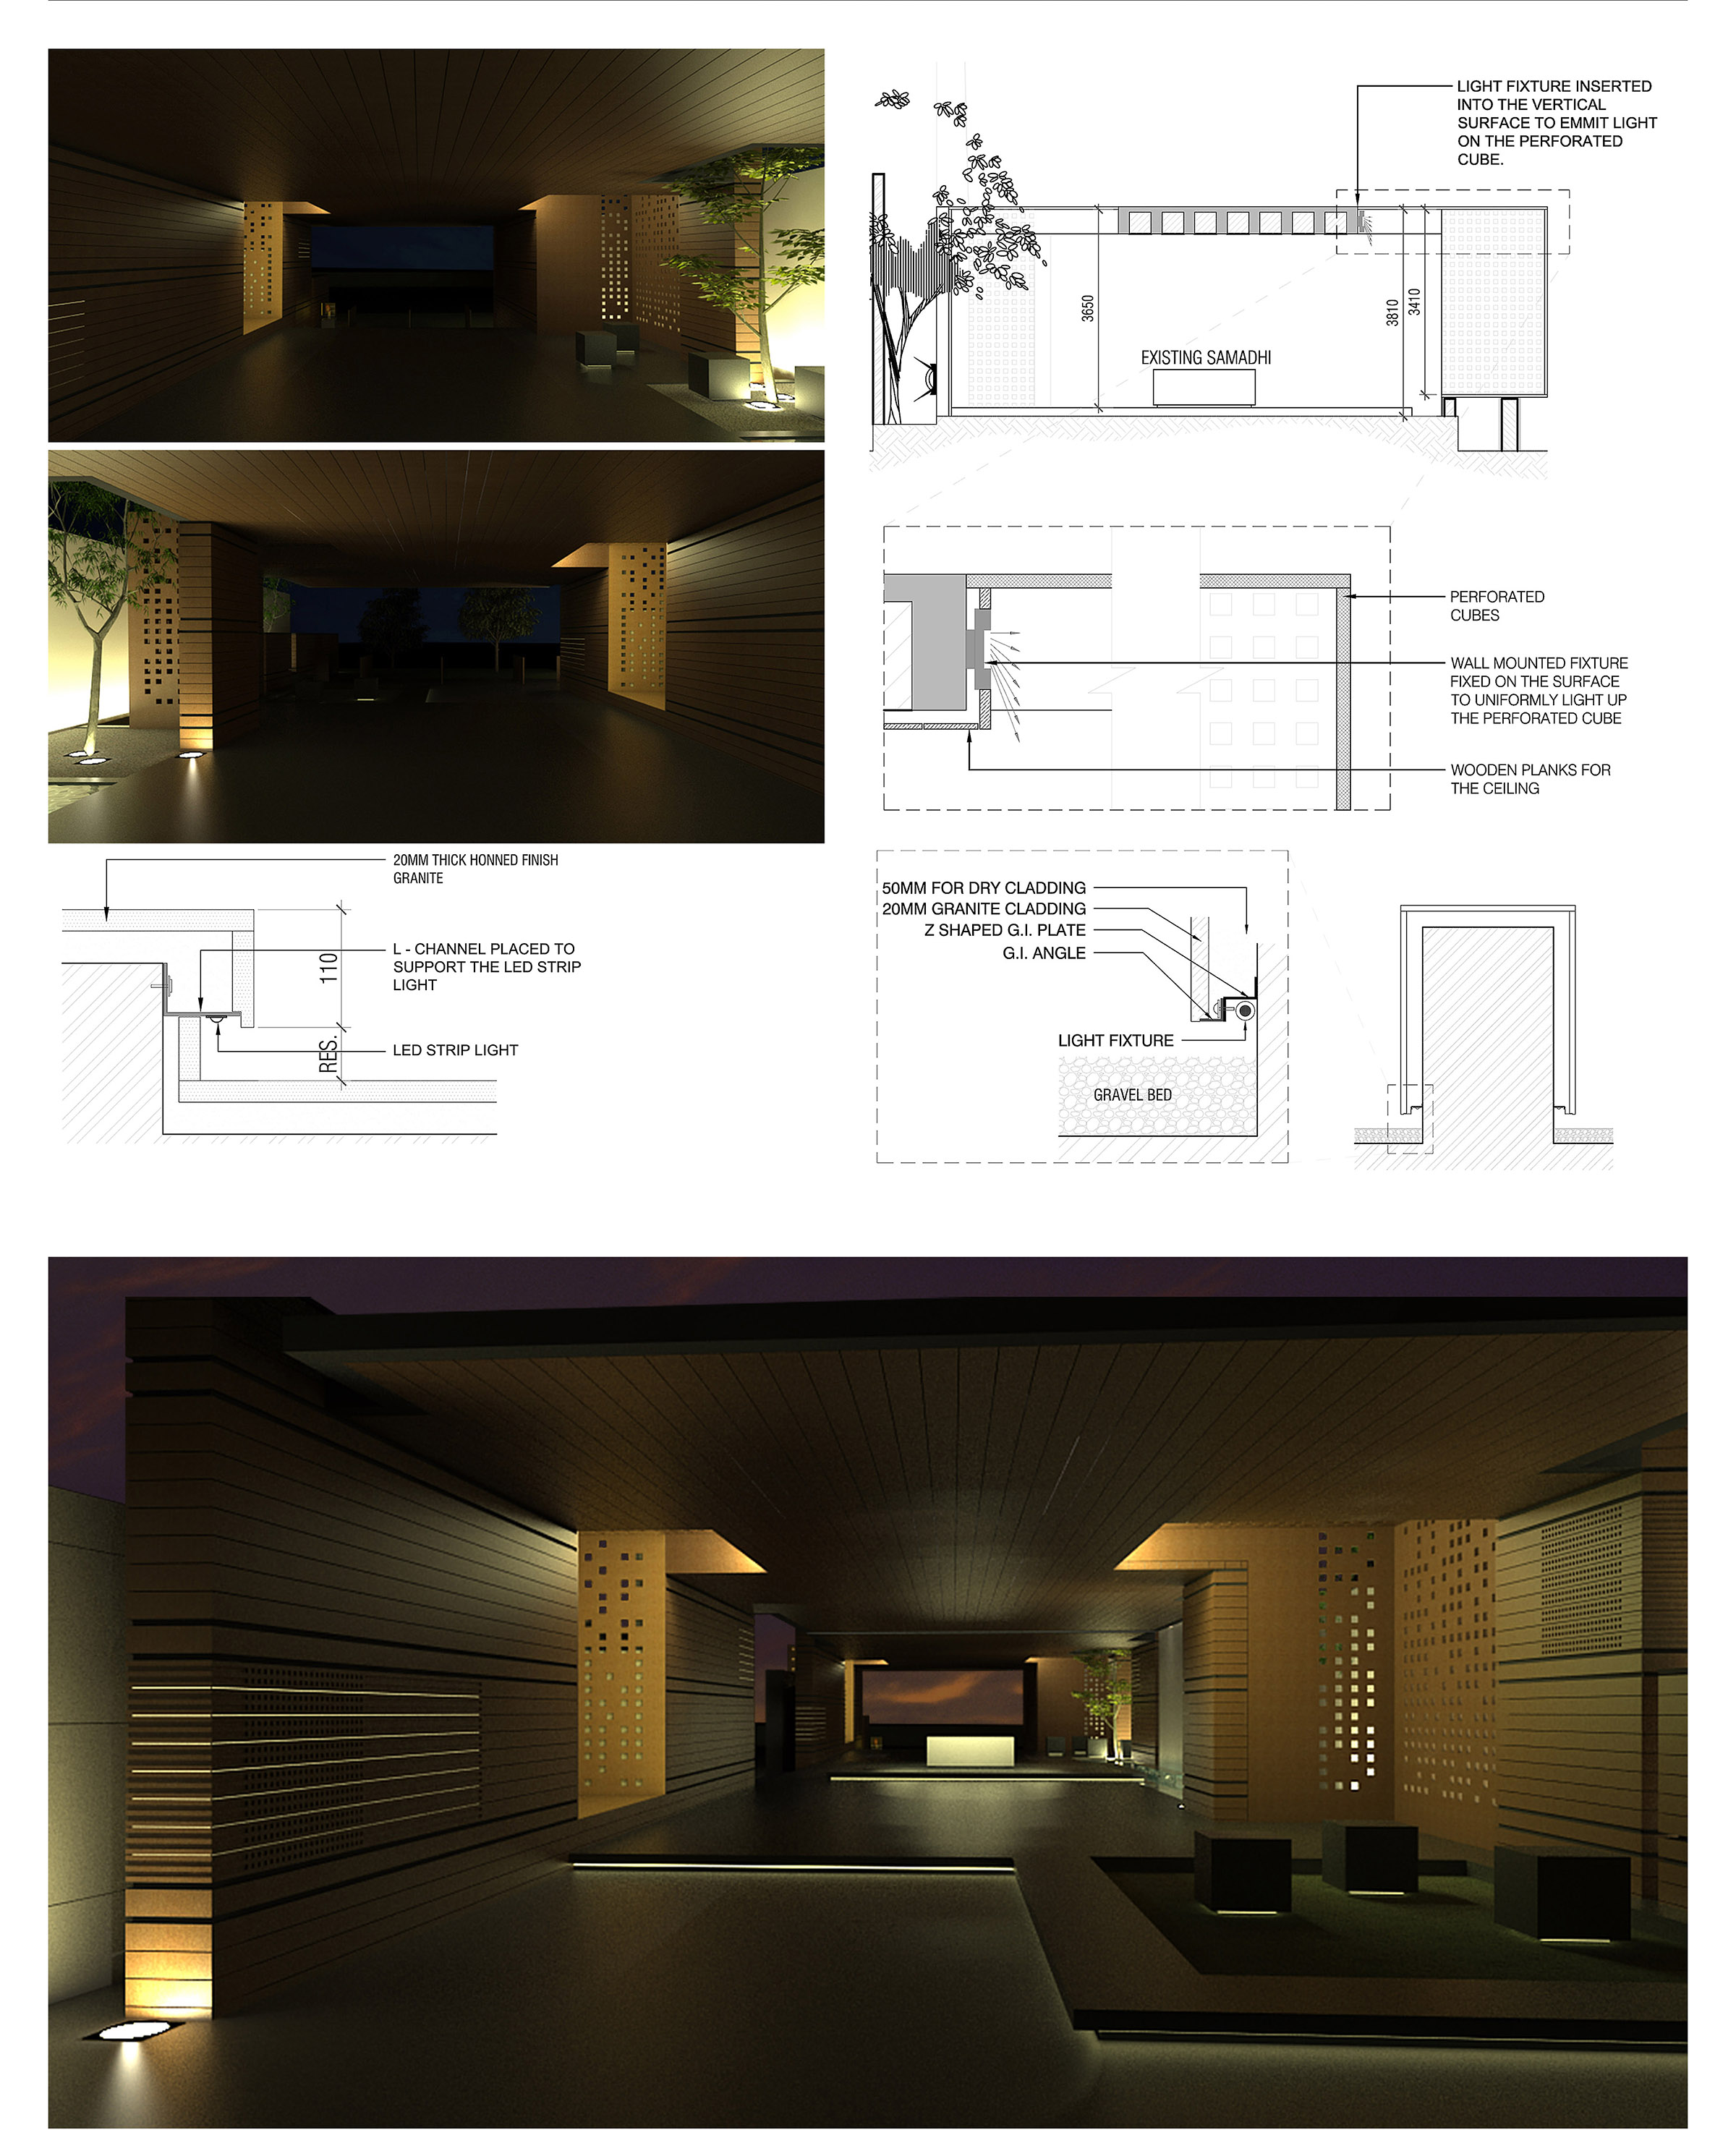 LIGHT FIXTURE INSERTED
INTO THE VERTICAL
SURFACE TO EMMIT LIGHT
ON THE PERFORATED
CUBE.
3650
3810
3410
EXISTING SAMADHI
PERFORATED
CUBES
WALL MOUNTED FIXTURE
FIXED ON THE SURFACE
TO UNIFORMLY LIGHT UP
THE PERFORATED CUBE
WOODEN PLANKS FOR
THE CEILING
20MM THICK HONNED FINISH
GRANITE
L - CHANNEL PLACED TO
SUPPORT THE LED STRIP
LIGHT
110
RES.
LED STRIP LIGHT
50MM FOR DRY CLADDING
20MM GRANITE CLADDING
Z SHAPED G.I. PLATE
G.I. ANGLE
LIGHT FIXTURE
GRAVEL BED